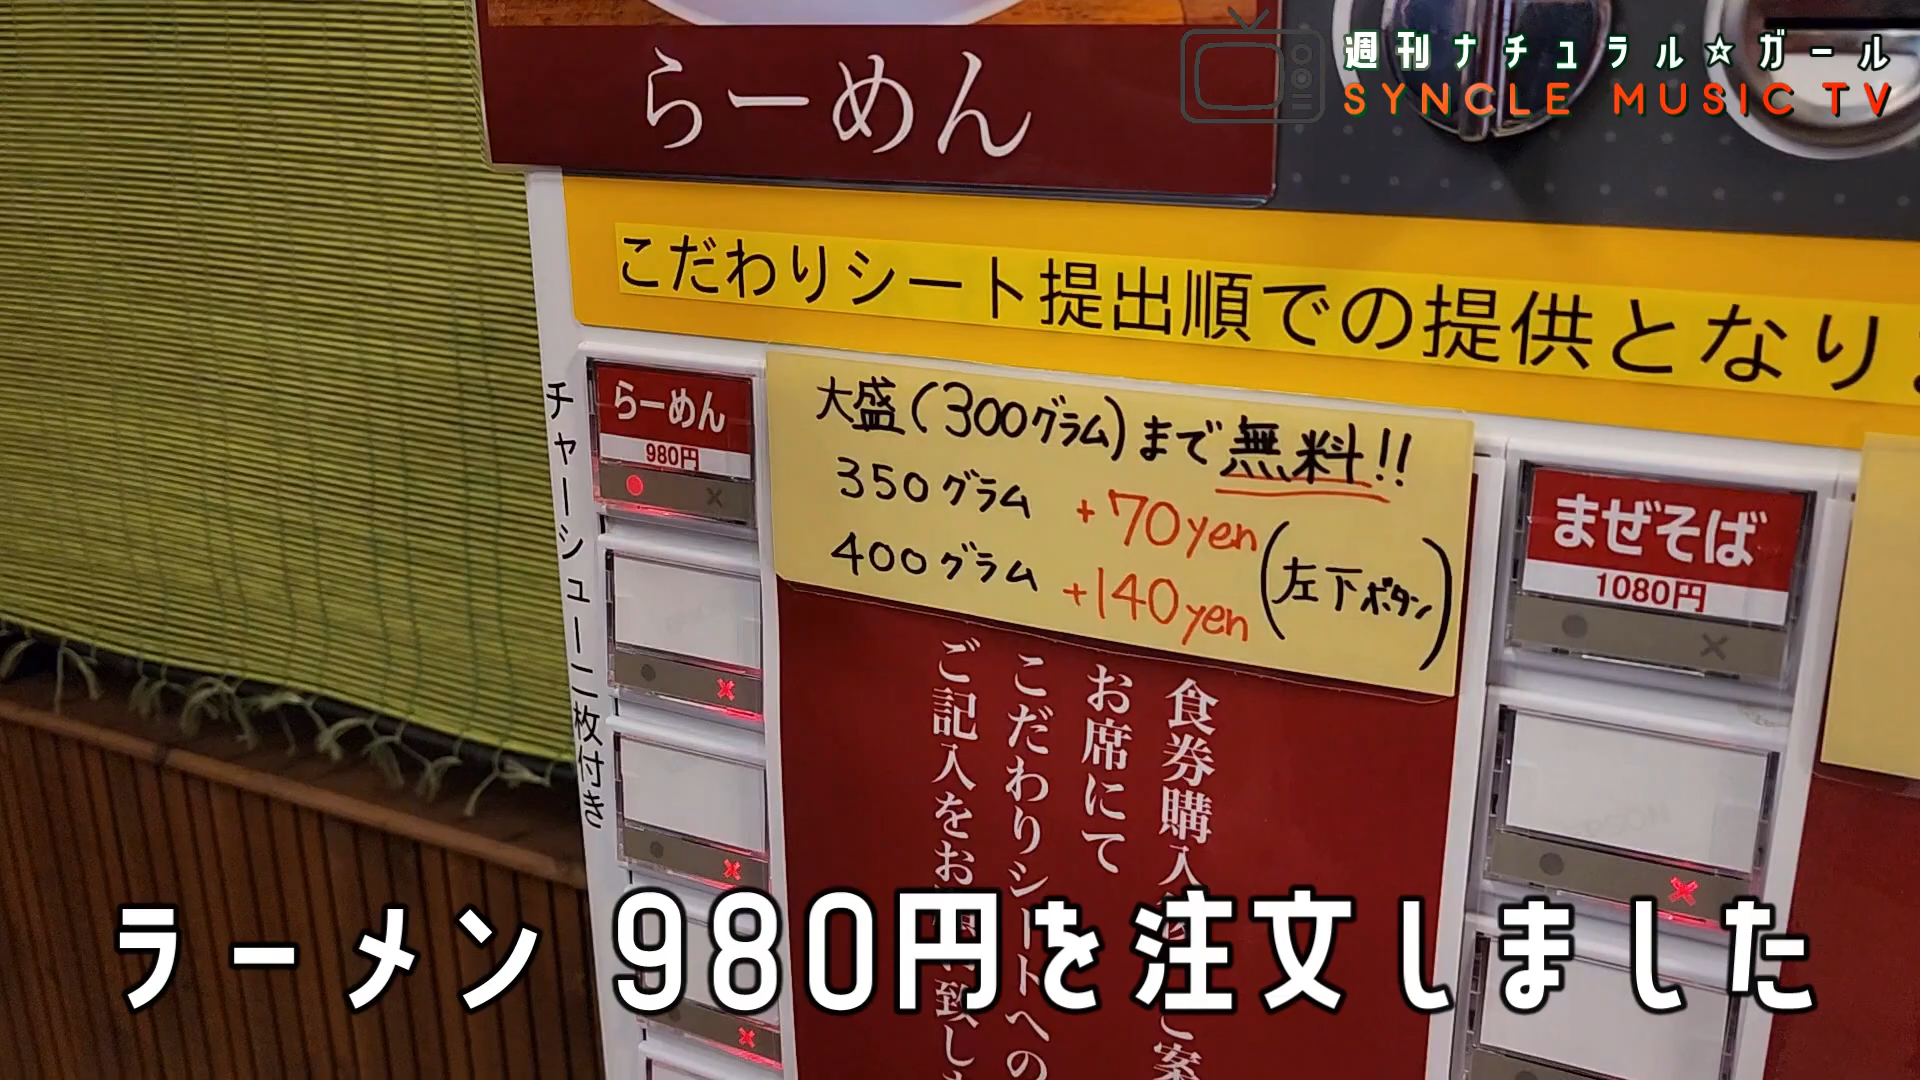 週刊ナチュラル☆ガール
SYNCLE MUSIC TV
らーめん
こだわりシート提出順での提供となり
らーめん
980円
チャーシュー二枚付き
大盛(300グラム)まで無料!!
350グラム +70yen
400グラム +140yen
(左下ボタン)
まぜそば
1080円
食券購入
お席にて
こだわりシートへの
ご記入をお
ラーメン 980円を注文しました